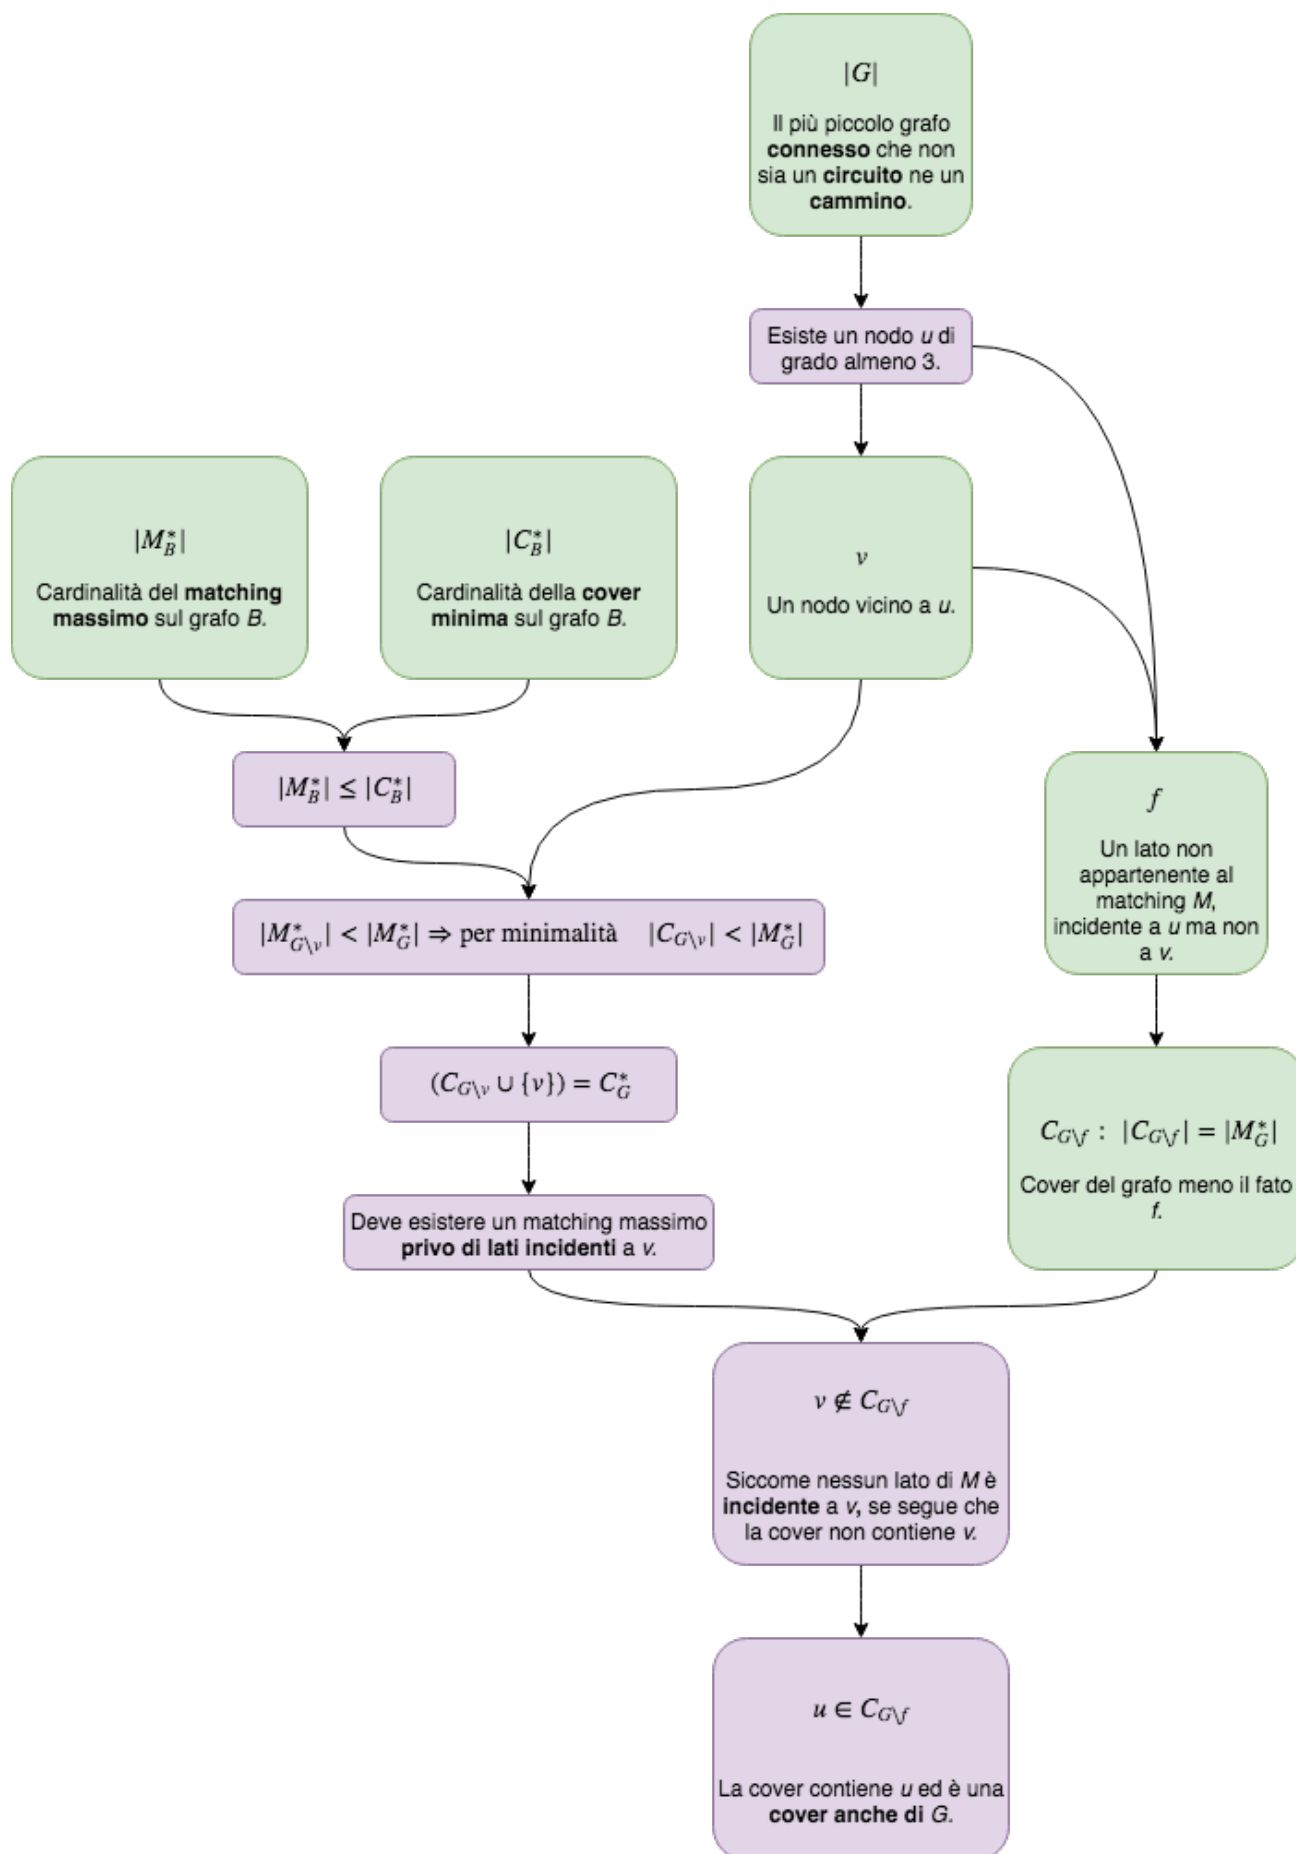 |G|
Il più piccolo grafo
connesso che non
sia un circuito ne un
cammino.
Esiste un nodo u di
grado almeno 3.
|M*_B|
Cardinalità del matching
massimo sul grafo B.
|C*_B|
Cardinalità della cover
minima sul grafo B.
v
Un nodo vicino a u.
|M*_B| ≤ |C*_B|
f
Un lato non
appartenente al
matching M,
incidente a u ma non
a v.
|M*_{G\v}| < |M*_G| ⇒ per minimalità |C_{G\v}| < |M*_G|
(C_{G\v} ∪ {v}) = C*_G
C_{G\f} : |C_{G\f}| = |M*_G|
Cover del grafo meno il fato
f.
Deve esistere un matching massimo
privo di lati incidenti a v.
v ∉ C_{G\f}
Siccome nessun lato di M è
incidente a v, se segue che
la cover non contiene v.
u ∈ C_{G\f}
La cover contiene u ed è una
cover anche di G.